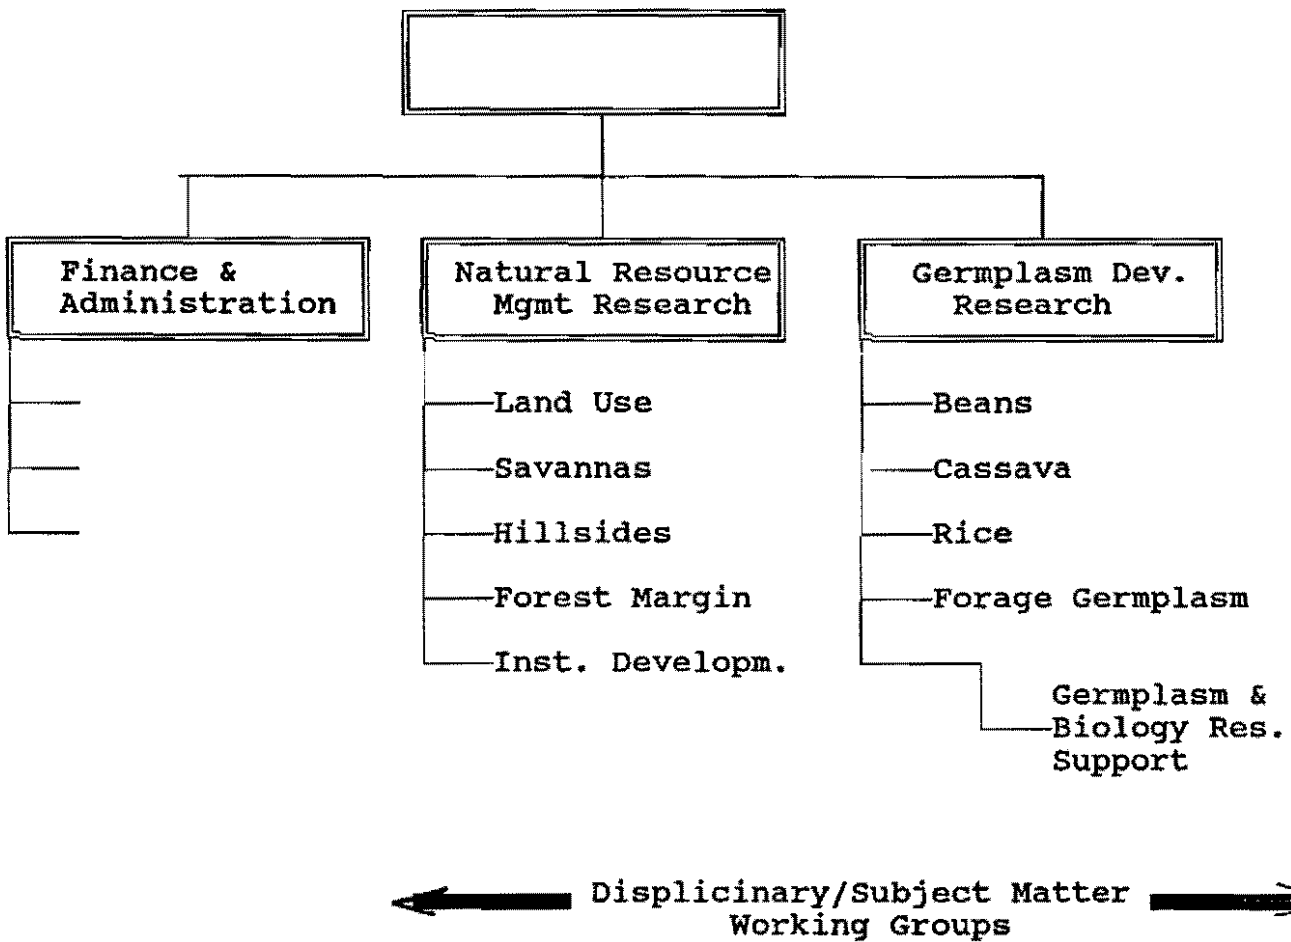 Finance &
Administration
Natural Resource
Mgmt Research
Germplasm Dev.
Research
Land Use
Savannas
Hillsides
Forest Margin
Inst. Developm.
Beans
Cassava
Rice
Forage Germplasm
Germplasm &
Biology Res.
Support
Displicinary/Subject Matter
Working Groups